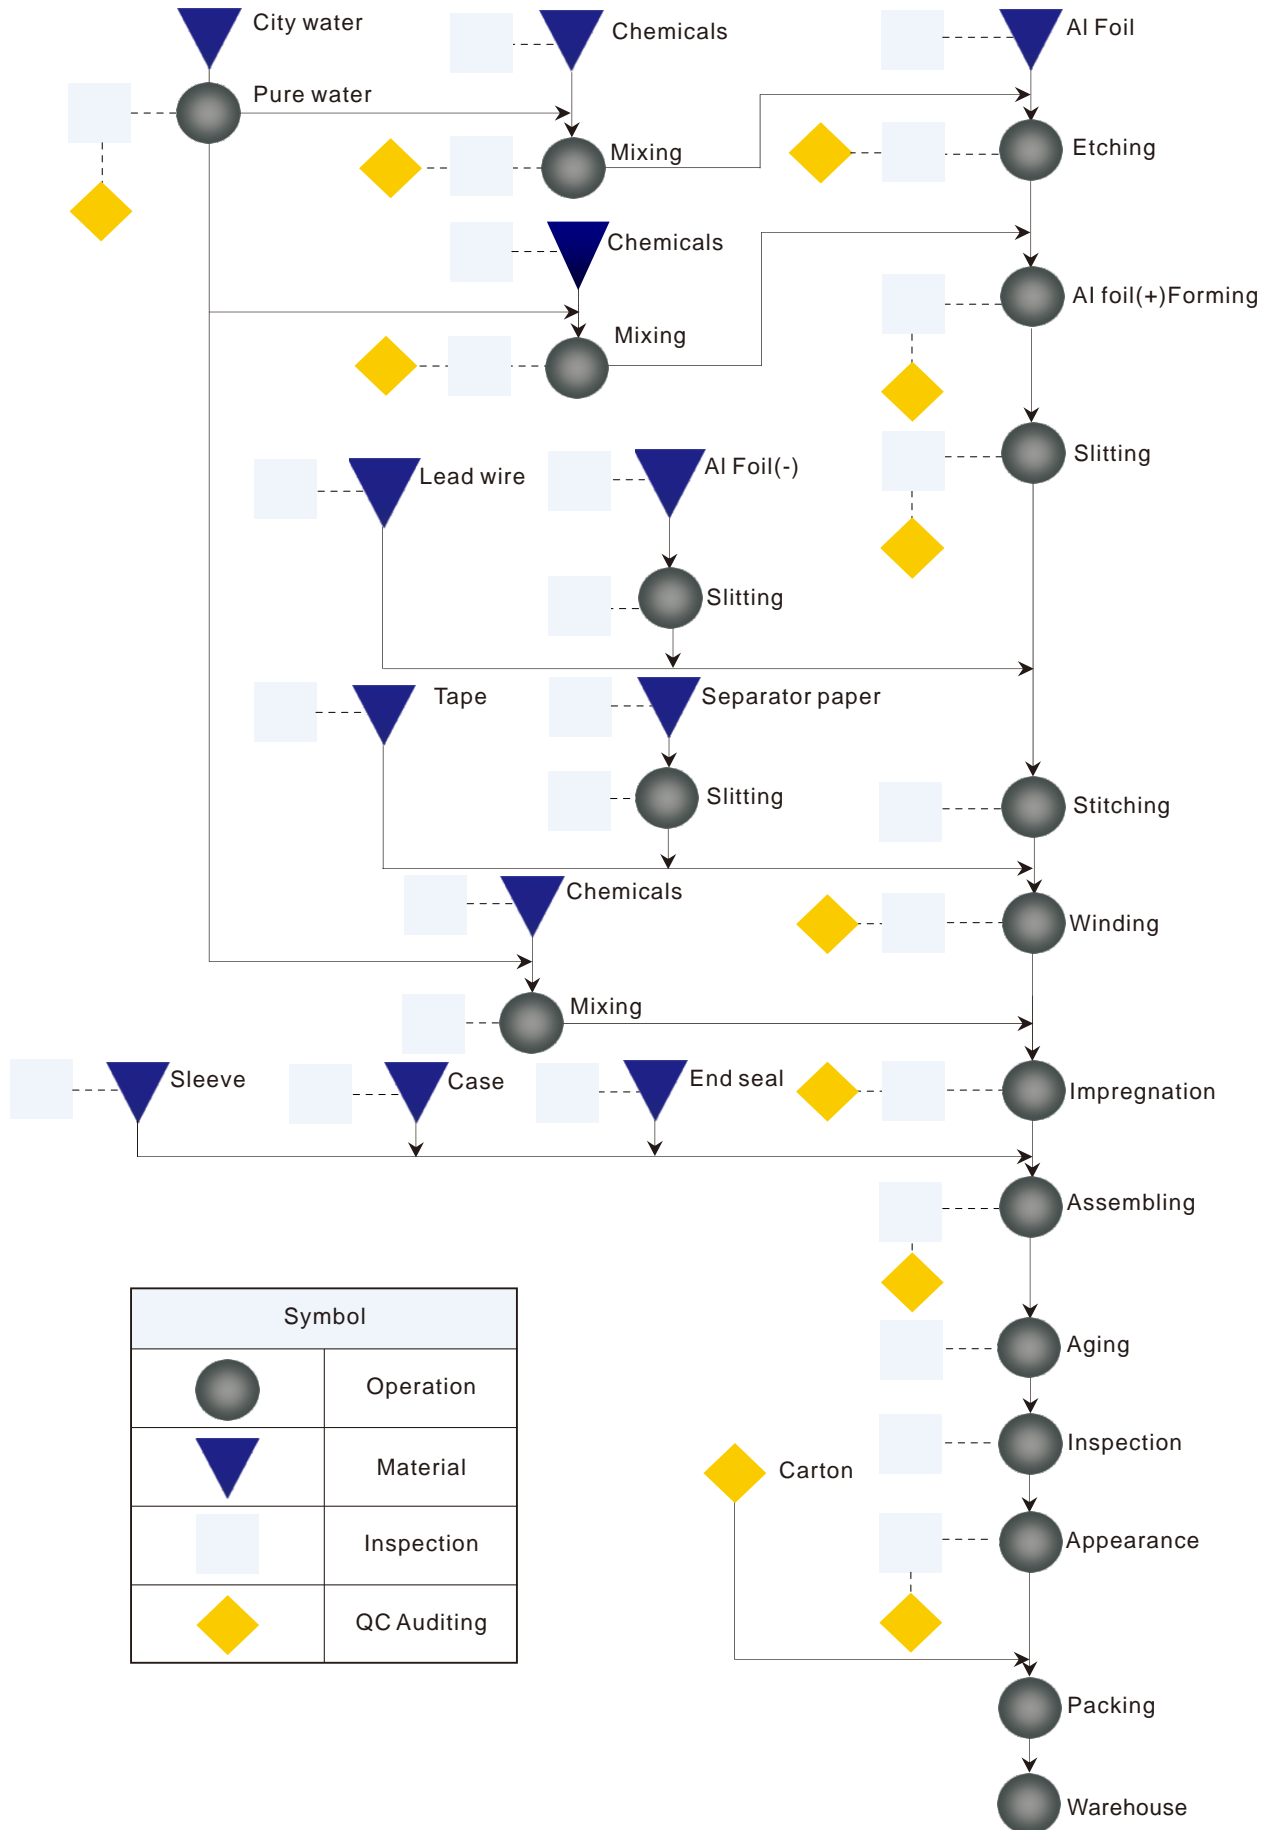 City water
Chemicals
Al Foil
Pure water
Mixing
Etching
Chemicals
Al foil(+)Forming
Mixing
Slitting
Lead wire
Al Foil(-)
Slitting
Tape
Separator paper
Slitting
Stitching
Chemicals
Winding
Mixing
Sleeve
Case
End seal
Impregnation
Assembling
Symbol
Aging
Operation
Inspection
Material
Carton
Inspection
Appearance
QC Auditing
Packing
Warehouse